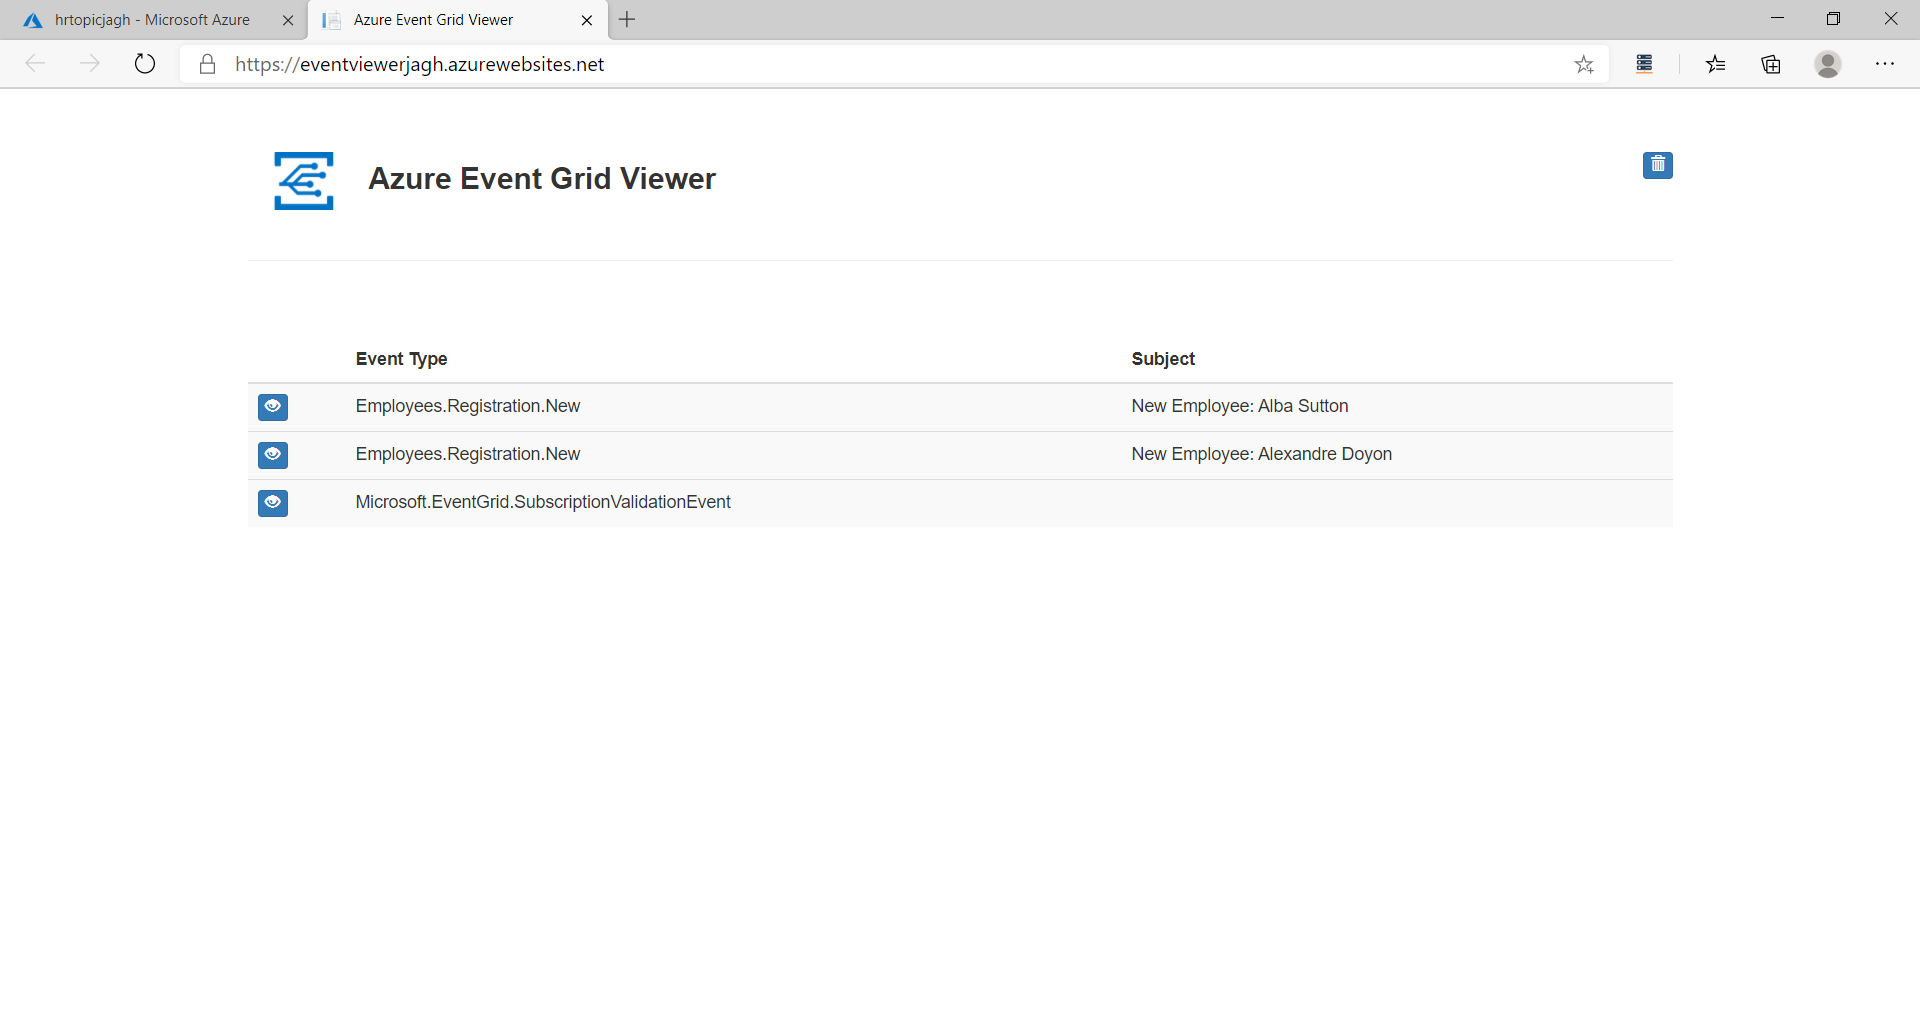 hrtopicjagh - Microsoft Azure
Azure Event Grid Viewer
https://eventviewerjagh.azurewebsites.net
Azure Event Grid Viewer
Event Type Subject
Employees.Registration.New New Employee: Alba Sutton
Employees.Registration.New New Employee: Alexandre Doyon
Microsoft.EventGrid.SubscriptionValidationEvent